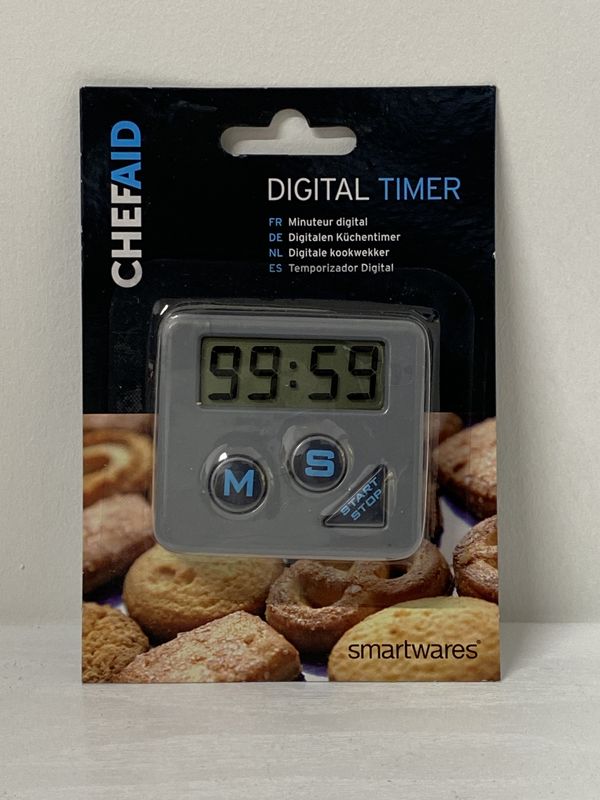 CHEFAID
DIGITAL TIMER
FR Minuteur digital
DE Digitalen Küchentimer
NL Digitale kookwekker
ES Temporizador Digital
99:59
M
S
START
STOP
smartwares®